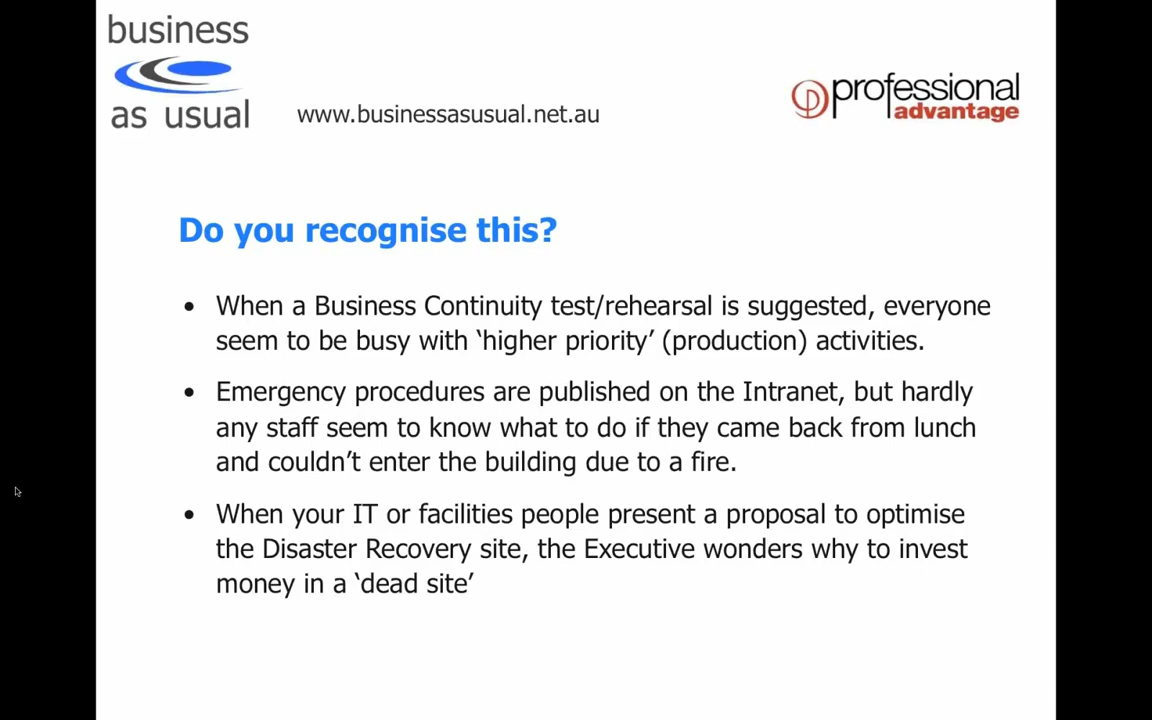 business
as usual
www.businessasusual.net.au
professional
advantage
Do you recognise this?
• When a Business Continuity test/rehearsal is suggested, everyone
seem to be busy with ‘higher priority’ (production) activities.
• Emergency procedures are published on the Intranet, but hardly
any staff seem to know what to do if they came back from lunch
and couldn’t enter the building due to a fire.
• When your IT or facilities people present a proposal to optimise
the Disaster Recovery site, the Executive wonders why to invest
money in a ‘dead site’